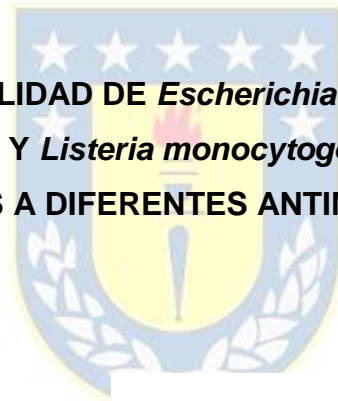 LIDAD DE Escherichia
Y Listeria monocytog
S A DIFERENTES ANTI